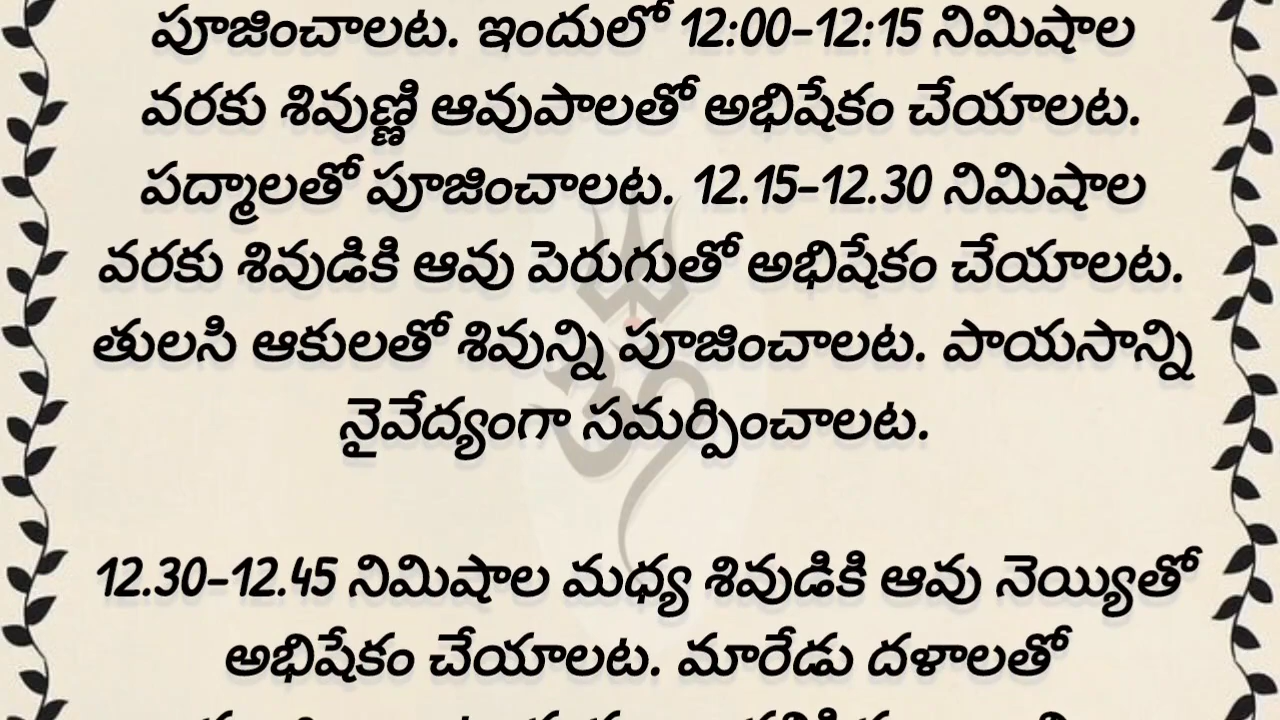 పూజించాలట. ఇందులో 12:00-12:15 నిమిషాల
వరకు శివుణ్ణి ఆవుపాలతో అభిషేకం చేయాలట.
పద్మాలతో పూజించాలట. 12.15-12.30 నిమిషాల
వరకు శివుడికి ఆవు పెరుగుతో అభిషేకం చేయాలట.
తులసి ఆకులతో శివున్ని పూజించాలట. పాయసాన్ని
నైవేద్యంగా సమర్పించాలట.
12.30-12.45 నిమిషాల మధ్య శివుడికి ఆవు నెయ్యితో
అభిషేకం చేయాలట. మారేడు దళాలతో